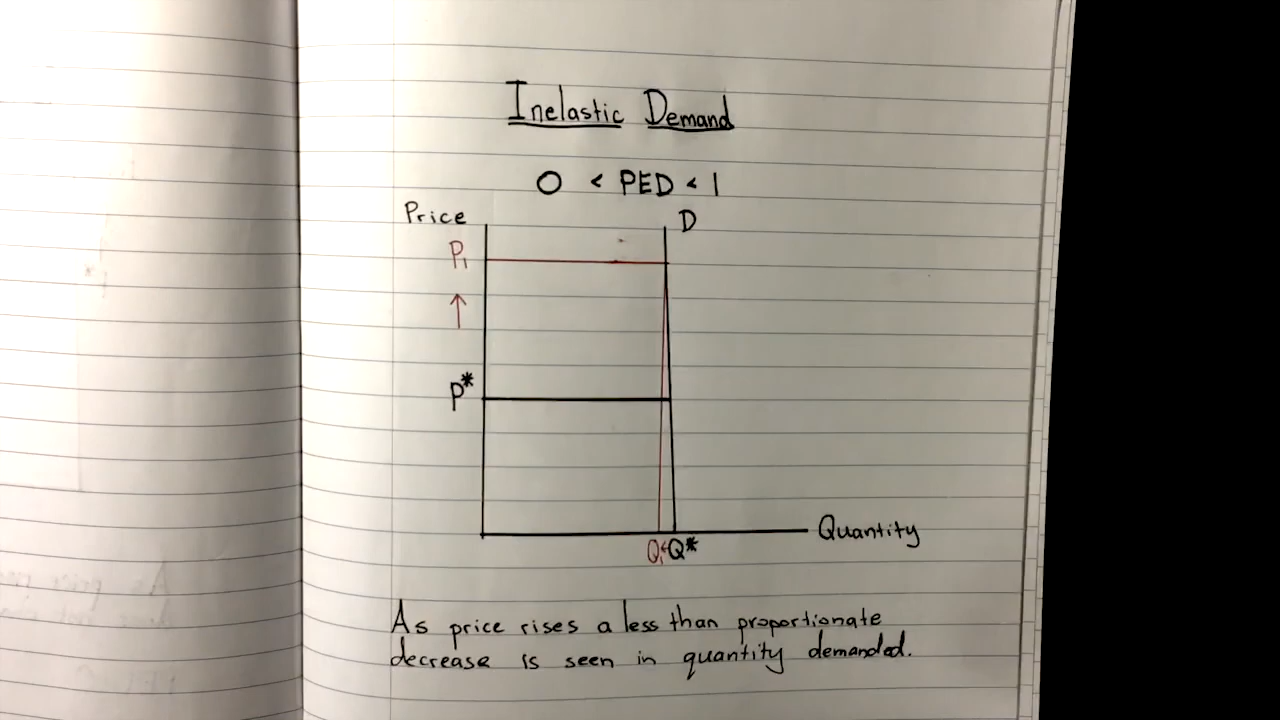 Inelastic Demand
0 < PED < 1
Price
D
P₁
↑
P*
Quantity
Q₁ ← Q*
As price rises a less than proportionate
decrease is seen in quantity demanded.